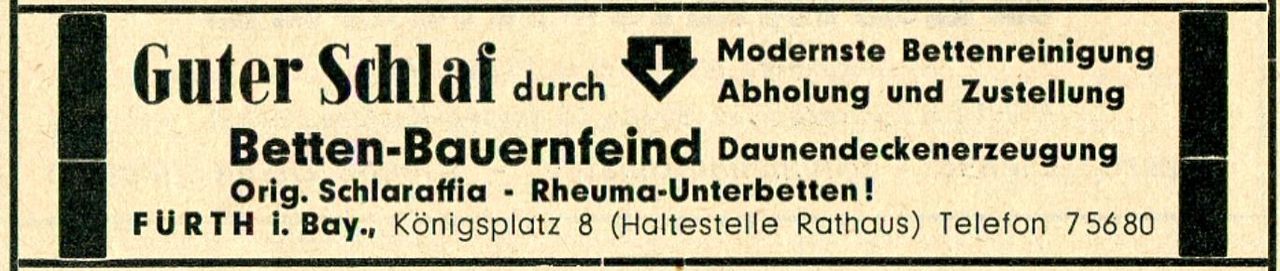 Guter Schlaf durch
Modernste Bettenreinigung
Abholung und Zustellung
Betten-Bauernfeind Daunendeckenerzeugung
Orig. Schlaraffia - Rheuma-Unterbetten!
FÜRTH i. Bay., Königsplatz 8 (Haltestelle Rathaus) Telefon 75680